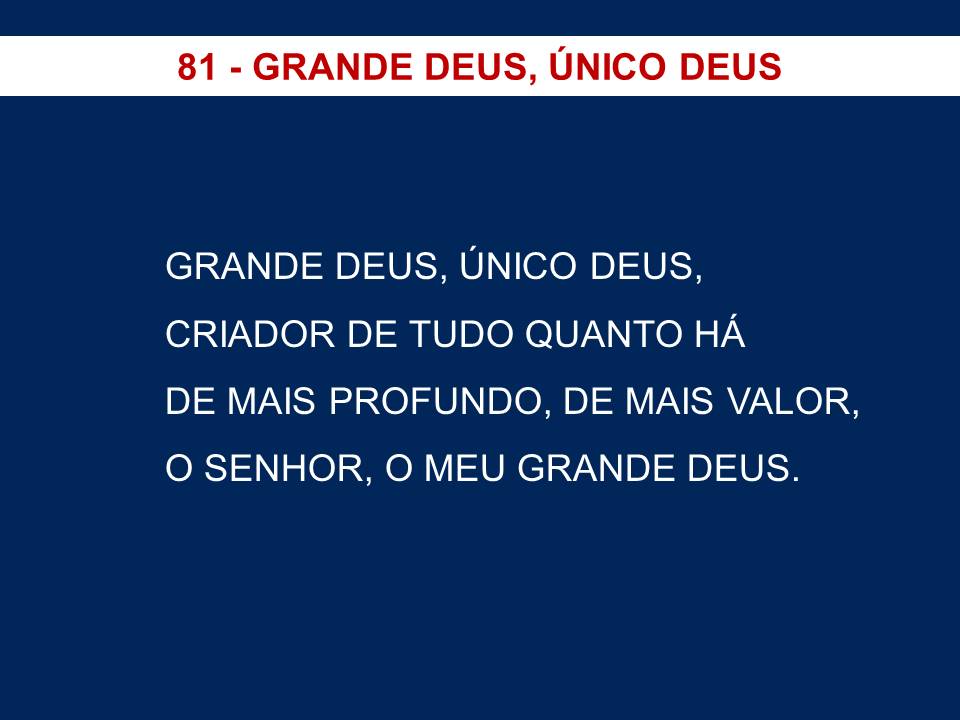 81 - GRANDE DEUS, ÚNICO DEUS
GRANDE DEUS, ÚNICO DEUS,
CRIADOR DE TUDO QUANTO HÁ
DE MAIS PROFUNDO, DE MAIS VALOR,
O SENHOR, O MEU GRANDE DEUS.